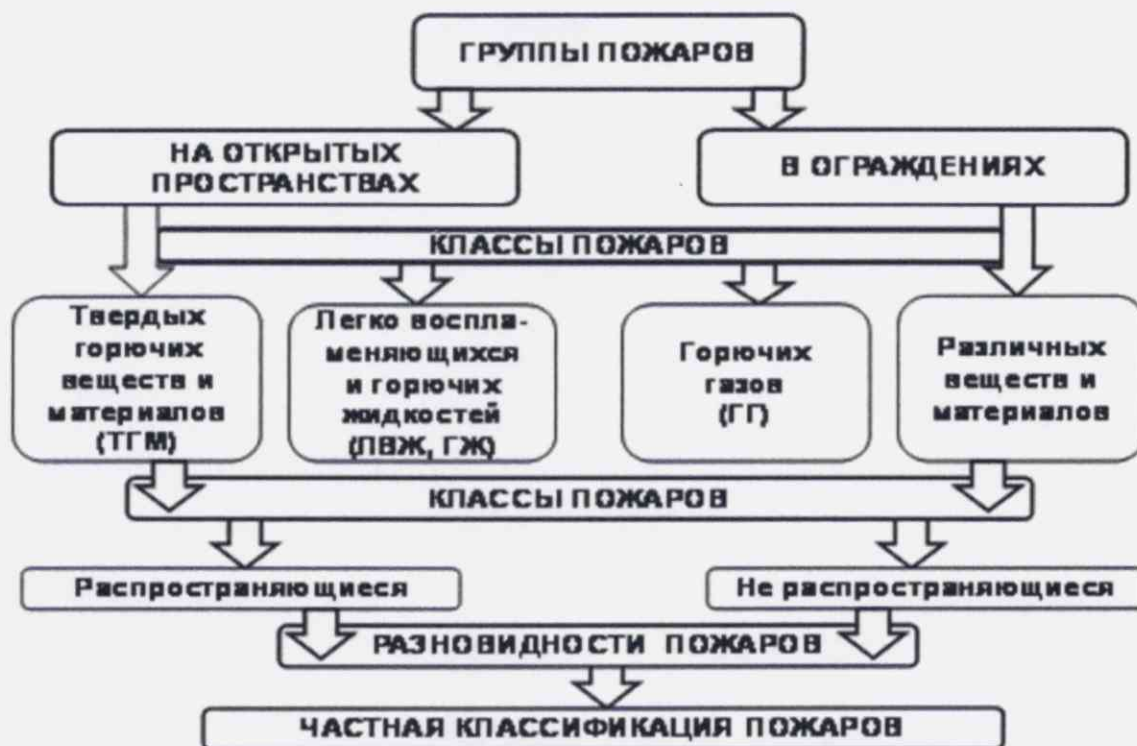 ГРУППЫ ПОЖАРОВ
НА ОТКРЫТЫХ
ПРОСТРАНСТВАХ
В ОГРАЖДЕНИЯХ
КЛАССЫ ПОЖАРОВ
Твердых
горючих
веществ и
материалов
(ТГМ)
Легко воспла-
меняющихся
и горючих
жидкостей
(ЛВЖ, ГЖ)
Горючих
газов
(ГГ)
Различных
веществ и
материалов
КЛАССЫ ПОЖАРОВ
Распространяющиеся
Не распространяющиеся
РАЗНОВИДНОСТИ ПОЖАРОВ
ЧАСТНАЯ КЛАССИФИКАЦИЯ ПОЖАРОВ